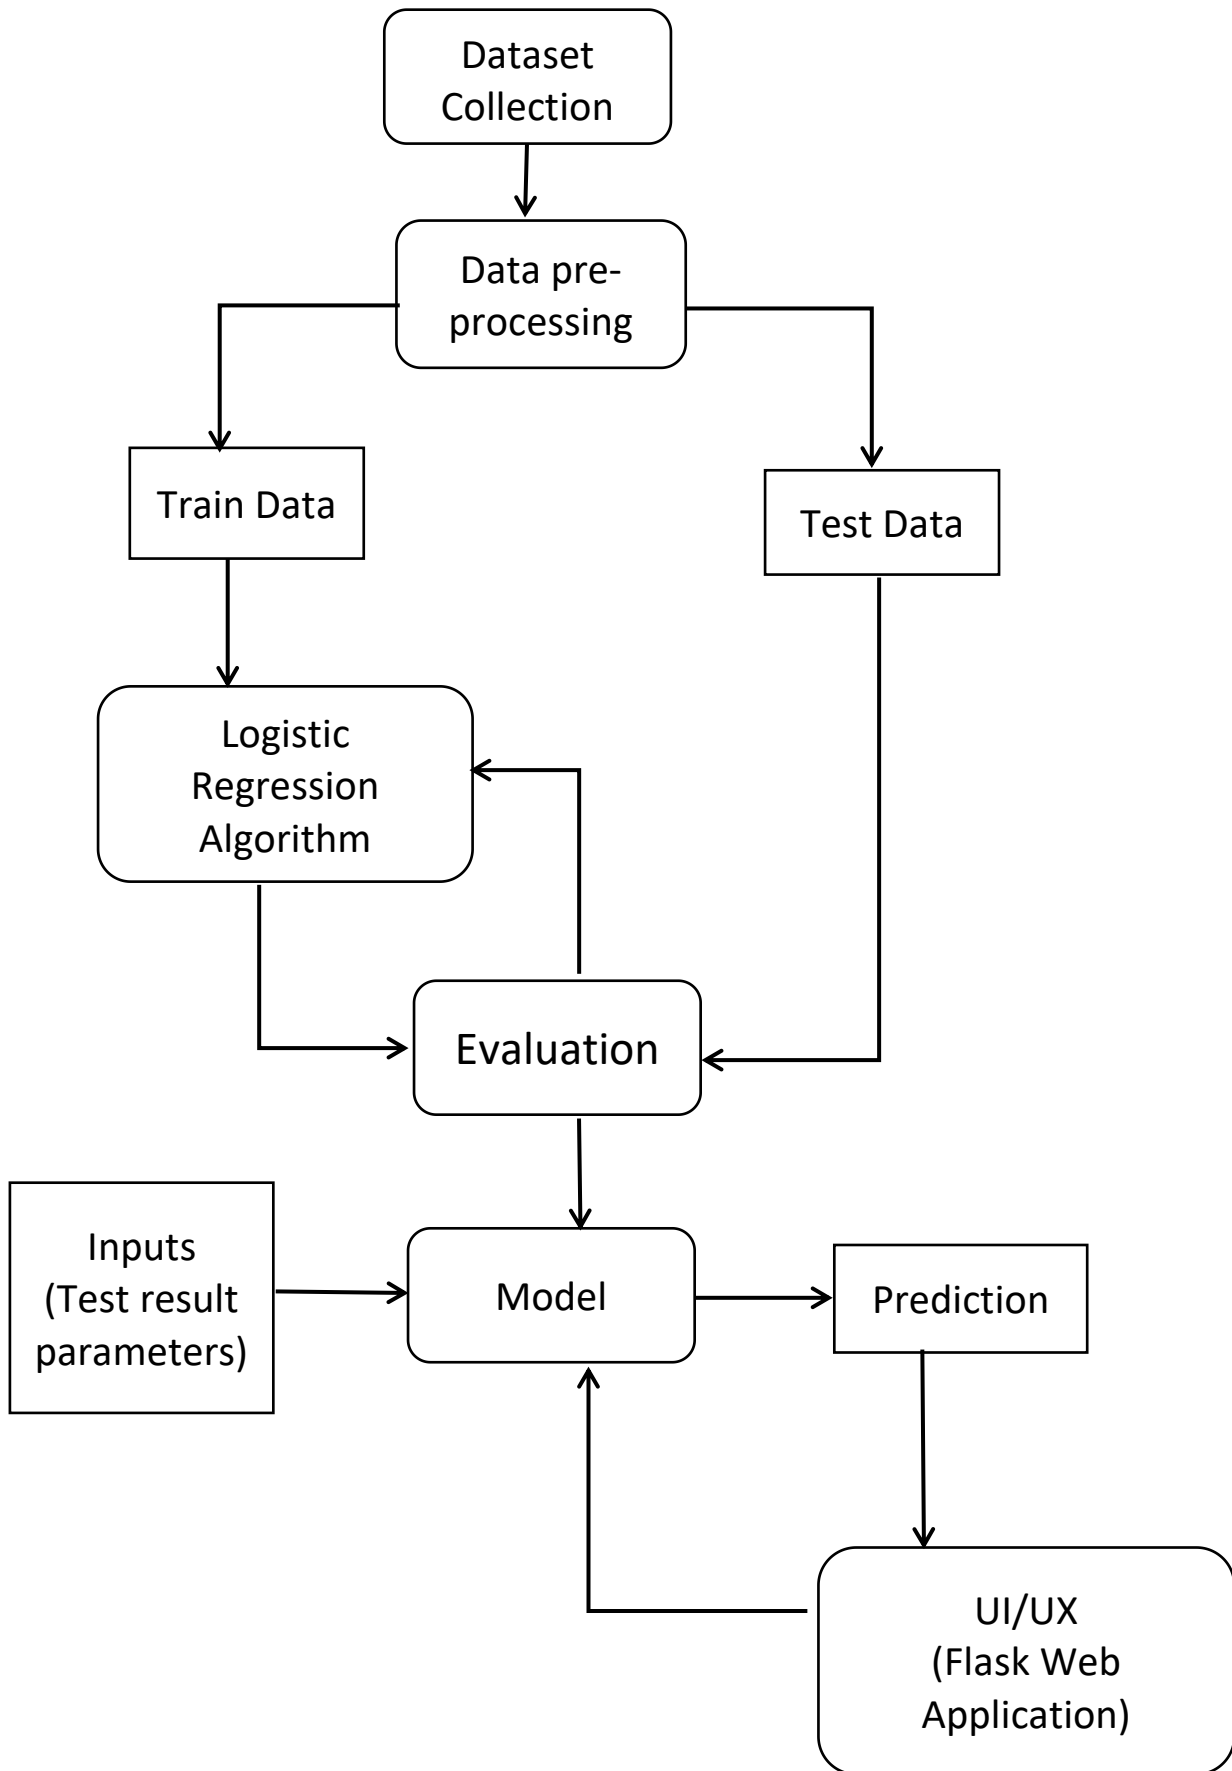 Dataset
Collection
Data pre-
processing
Train Data
Test Data
Logistic
Regression
Algorithm
Evaluation
Inputs
(Test result
parameters)
Model
Prediction
UI/UX
(Flask Web
Application)